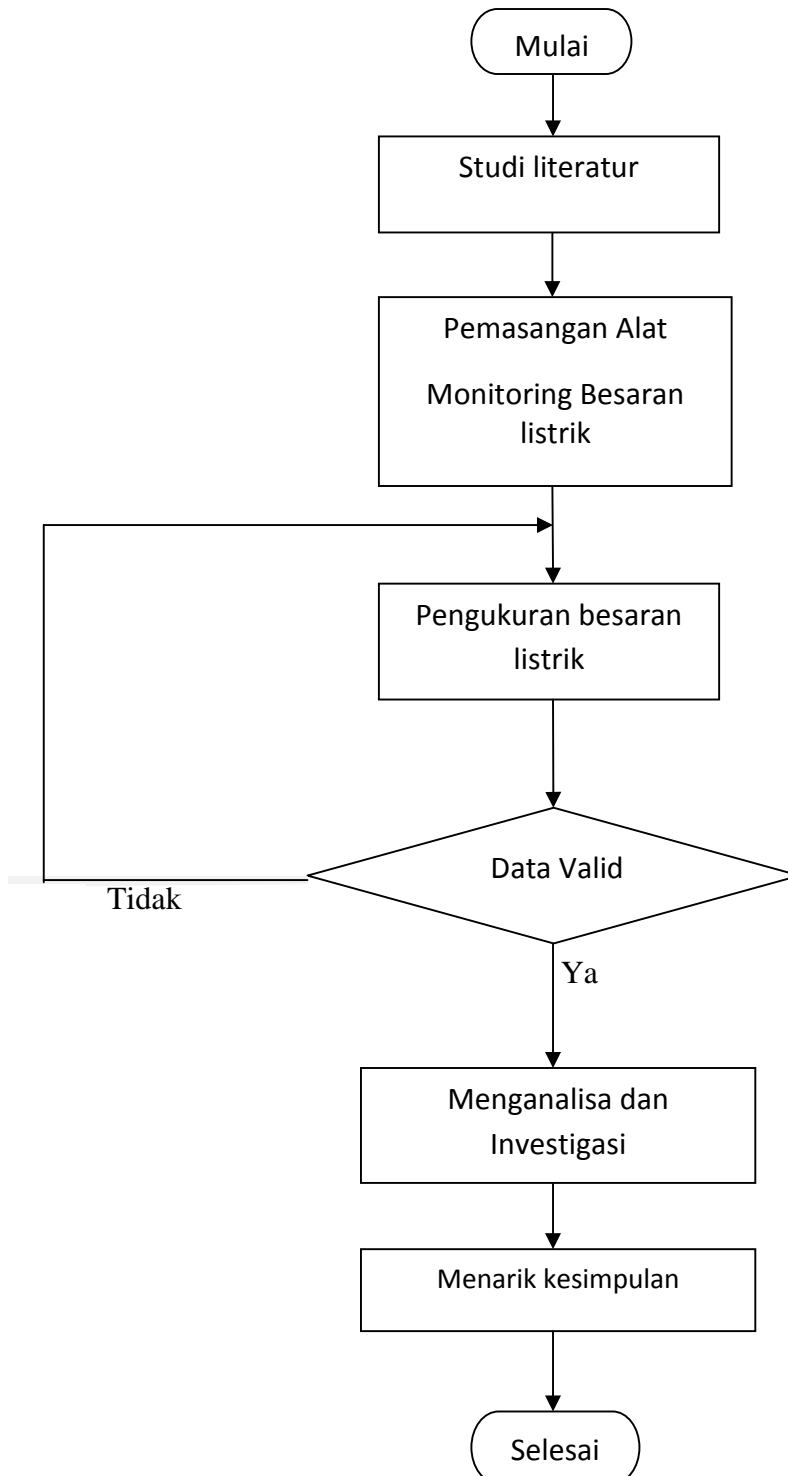 Mulai
Studi literatur
Pemasangan Alat
Monitoring Besaran
listrik
Pengukuran besaran
listrik
Data Valid
Tidak
Ya
Menganalisa dan
Investigasi
Menarik kesimpulan
Selesai